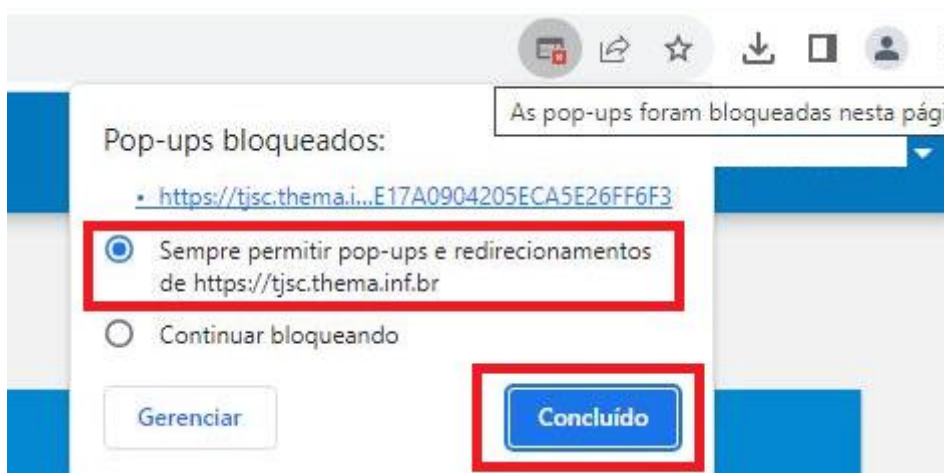 As pop-ups foram bloqueadas nesta pági
Pop-ups bloqueados:
• https://tjsc.thema.i...E17A0904205ECA5E26FF6F3
Sempre permitir pop-ups e redirecionamentos
de https://tjsc.thema.inf.br
Continuar bloqueando
Gerenciar
Concluído